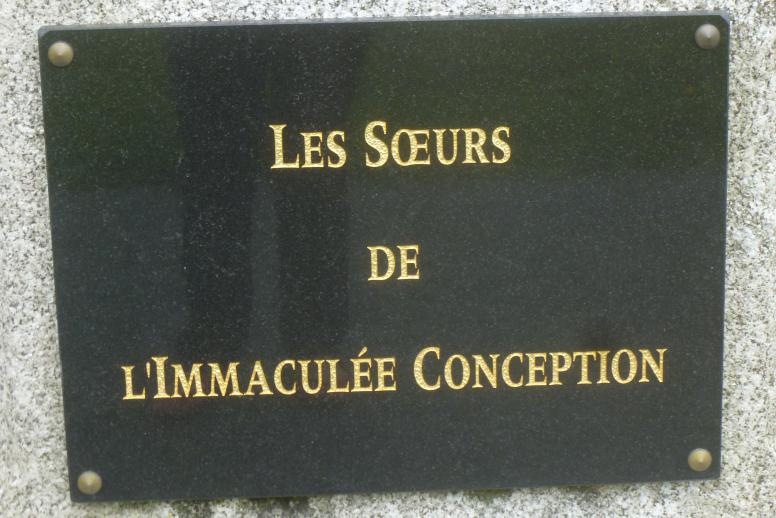 Les Sœurs
de
l'Immaculée Conception